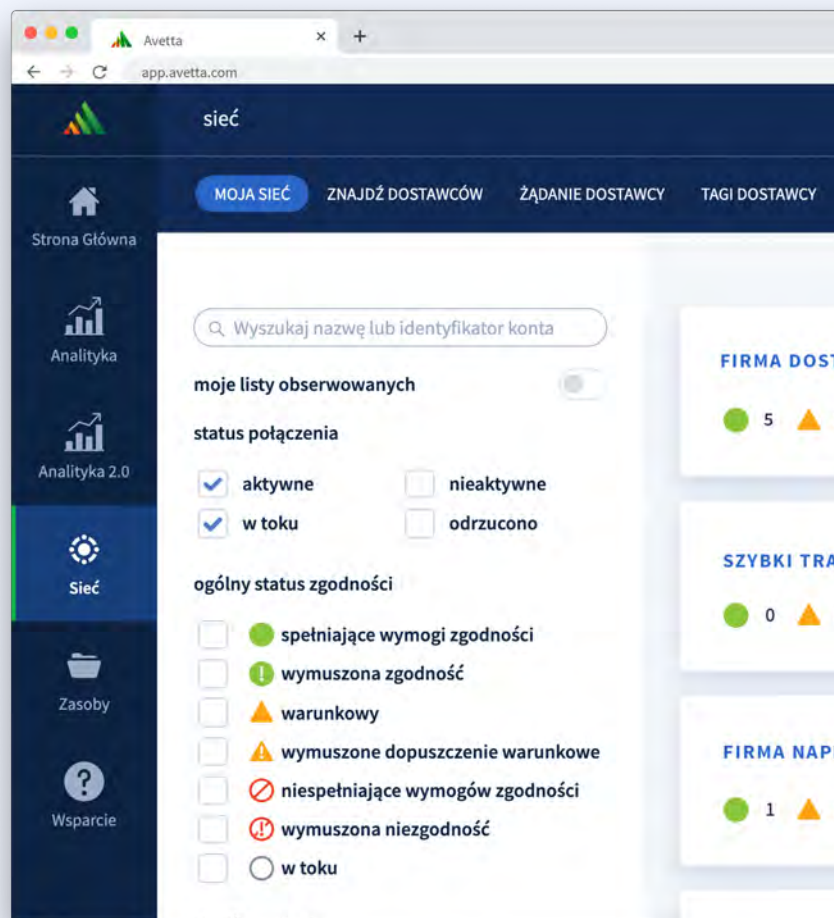 Avetta
app.avetta.com
sieć
MOJA SIEĆ ZNAJDŹ DOSTAWCÓW ŻĄDANIE DOSTAWCY TAGI DOSTAWCY
Strona Główna
Analityka
Analityka 2.0
Sieć
Zasoby
Wsparcie
Wyszukaj nazwę lub identyfikator konta
moje listy obserwowanych
status połączenia
aktywne nieaktywne
w toku odrzucono
ogólny status zgodności
spełniające wymogi zgodności
wymuszona zgodność
warunkowy
wymuszone dopuszczenie warunkowe
niespełniające wymogów zgodności
wymuszona niezgodność
w toku
FIRMA
5
SZYBKI
0
FIRMA
1